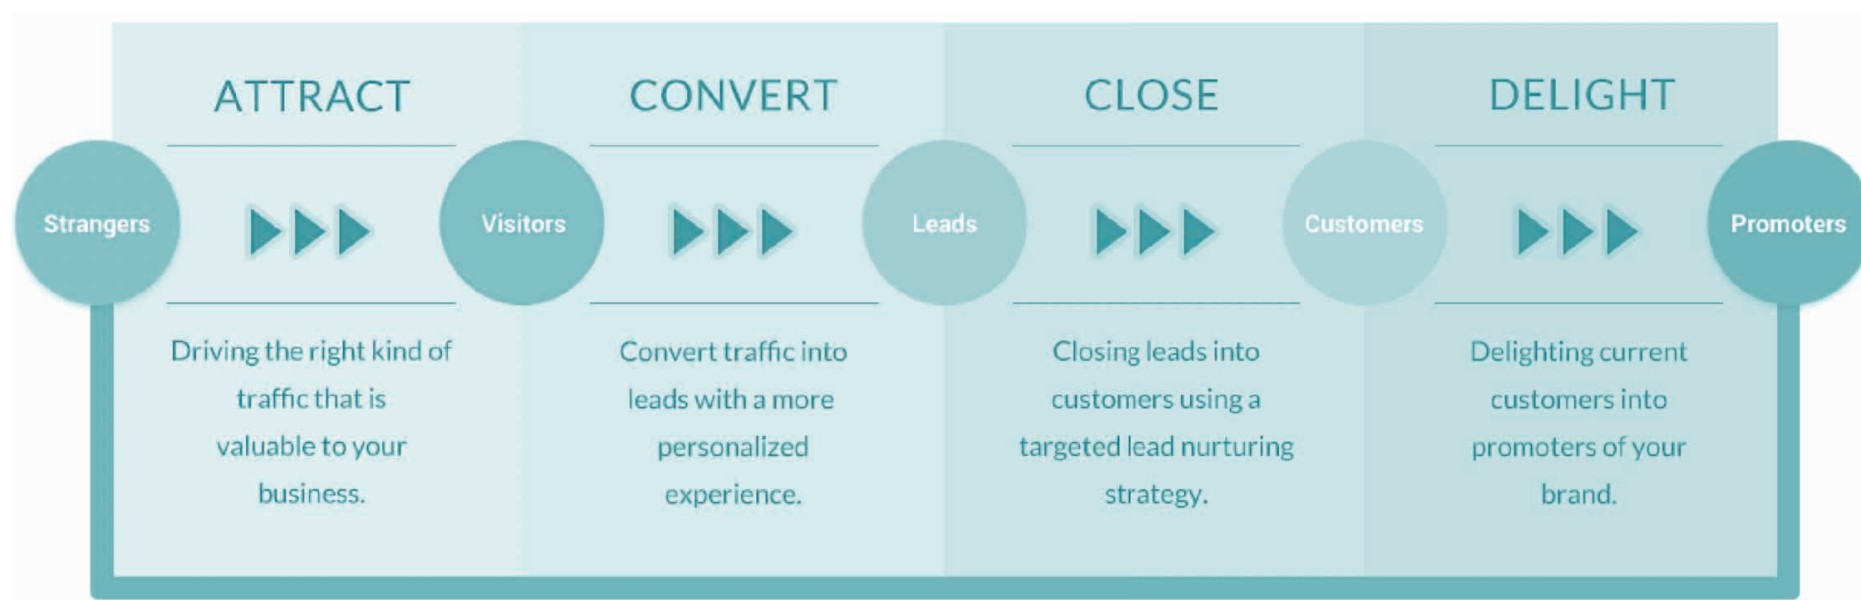 ATTRACT
CONVERT
CLOSE
DELIGHT
Strangers
Visitors
Leads
Customers
Promoters
Driving the right kind of
traffic that is
valuable to your
business.
Convert traffic into
leads with a more
personalized
experience.
Closing leads into
customers using a
targeted lead nurturing
strategy.
Delighting current
customers into
promoters of your
brand.